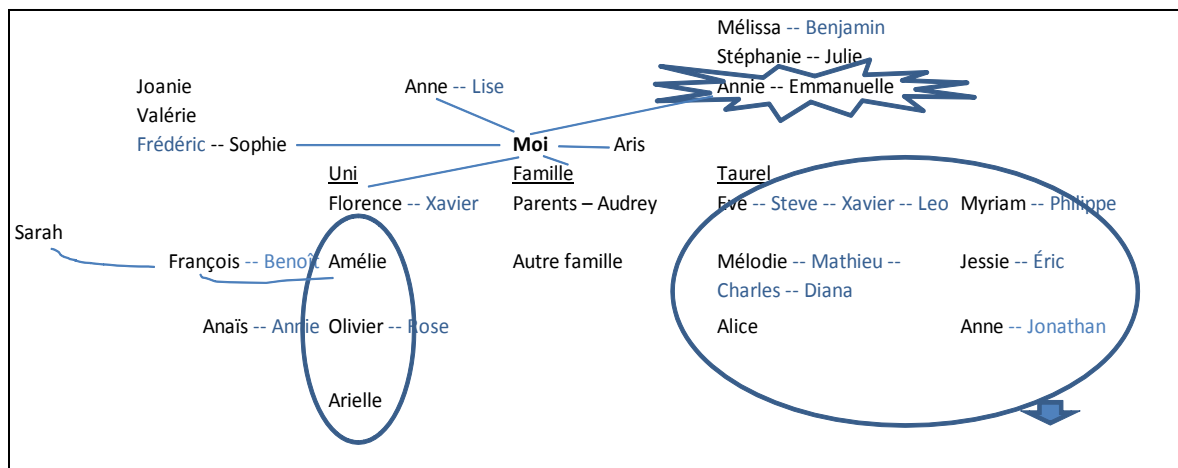 Mélissa -- Benjamin
Stéphanie -- Julie
Joanie Anne -- Lise Annie -- Emmanuelle
Valérie
Frédéric -- Sophie Moi Aris
Uni Famille Taurel
Florence -- Xavier Parents – Audrey Eve -- Steve -- Xavier -- Leo Myriam -- Philippe
Sarah
François -- Benoît Amélie Autre famille Mélodie -- Mathieu -- Jessie -- Éric
Charles -- Diana
Anaïs -- Annie Olivier -- Rose Alice Anne -- Jonathan
Arielle